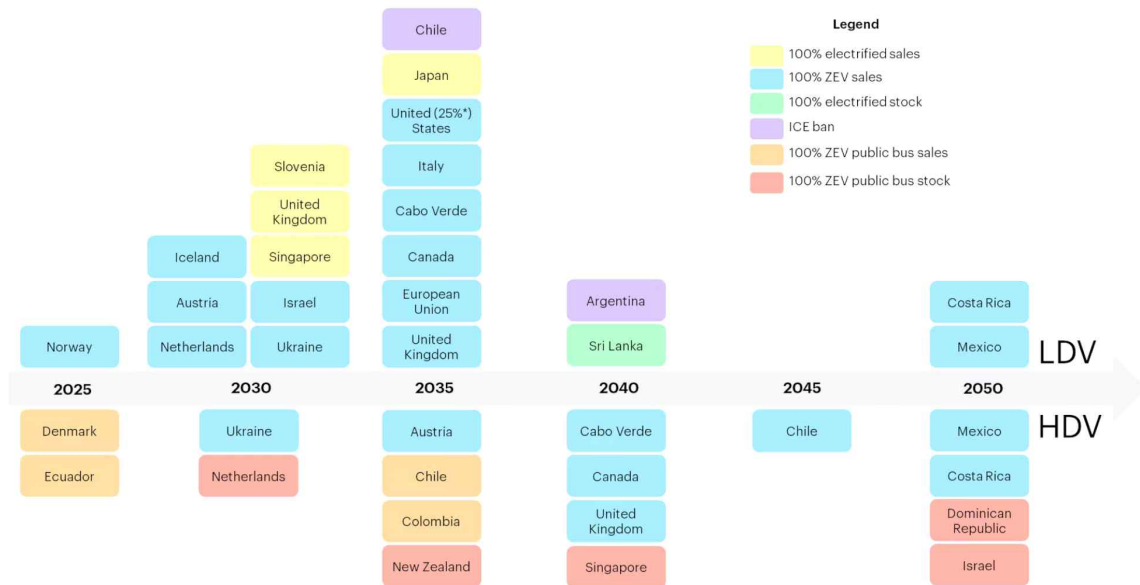 Legend
100% electrified sales
100% ZEV sales
100% electrified stock
ICE ban
100% ZEV public bus sales
100% ZEV public bus stock
Chile
Japan
United (25%*)
States
Italy
Cabo Verde
Canada
European
Union
United
Kingdom
Slovenia
United
Kingdom
Singapore
Iceland
Israel
Austria
Ukraine
Netherlands
Norway
Argentina
Sri Lanka
Costa Rica
Mexico
LDV
2025
2030
2035
2040
2045
2050
HDV
Denmark
Ecuador
Ukraine
Netherlands
Austria
Chile
Colombia
New Zealand
Cabo Verde
Canada
United
Kingdom
Singapore
Chile
Mexico
Costa Rica
Dominican
Republic
Israel